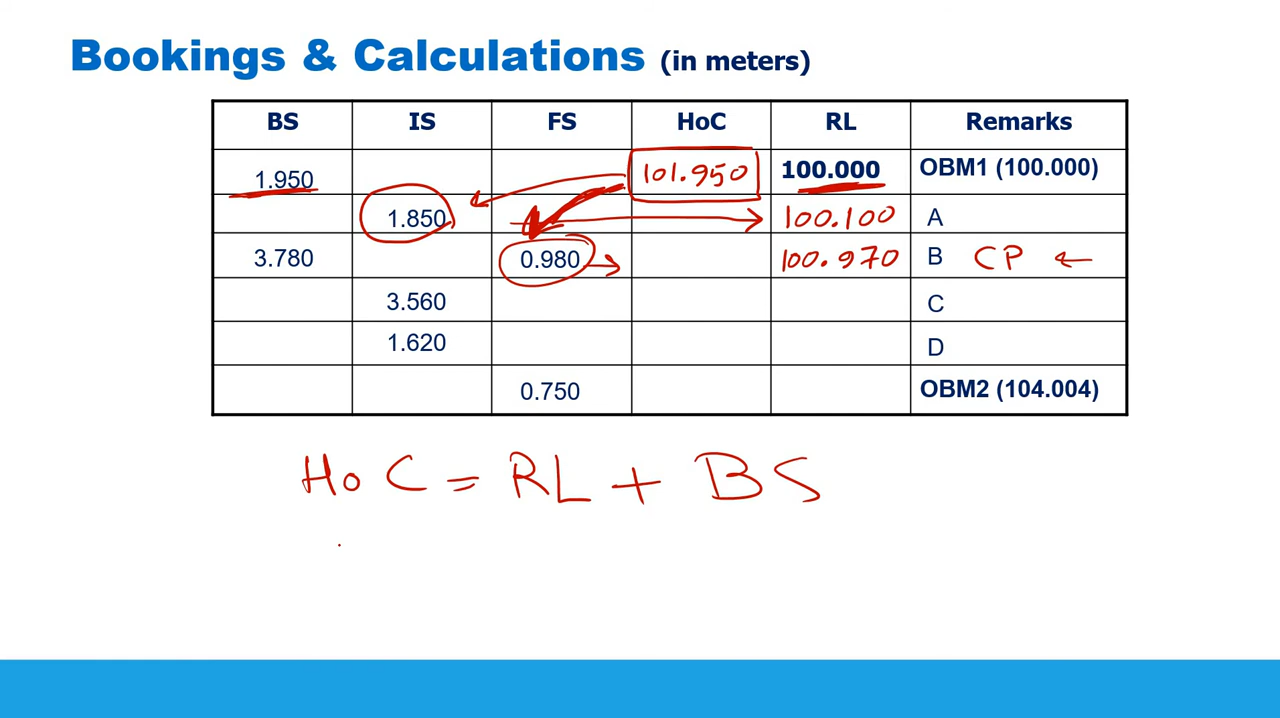 Bookings & Calculations (in meters)
BS IS FS HoC RL Remarks
1.950 101.950 100.000 OBM1 (100.000)
1.850 100.100 A
3.780 0.980 100.970 B CP
3.560 C
1.620 D
0.750 OBM2 (104.004)
HoC = RL + BS